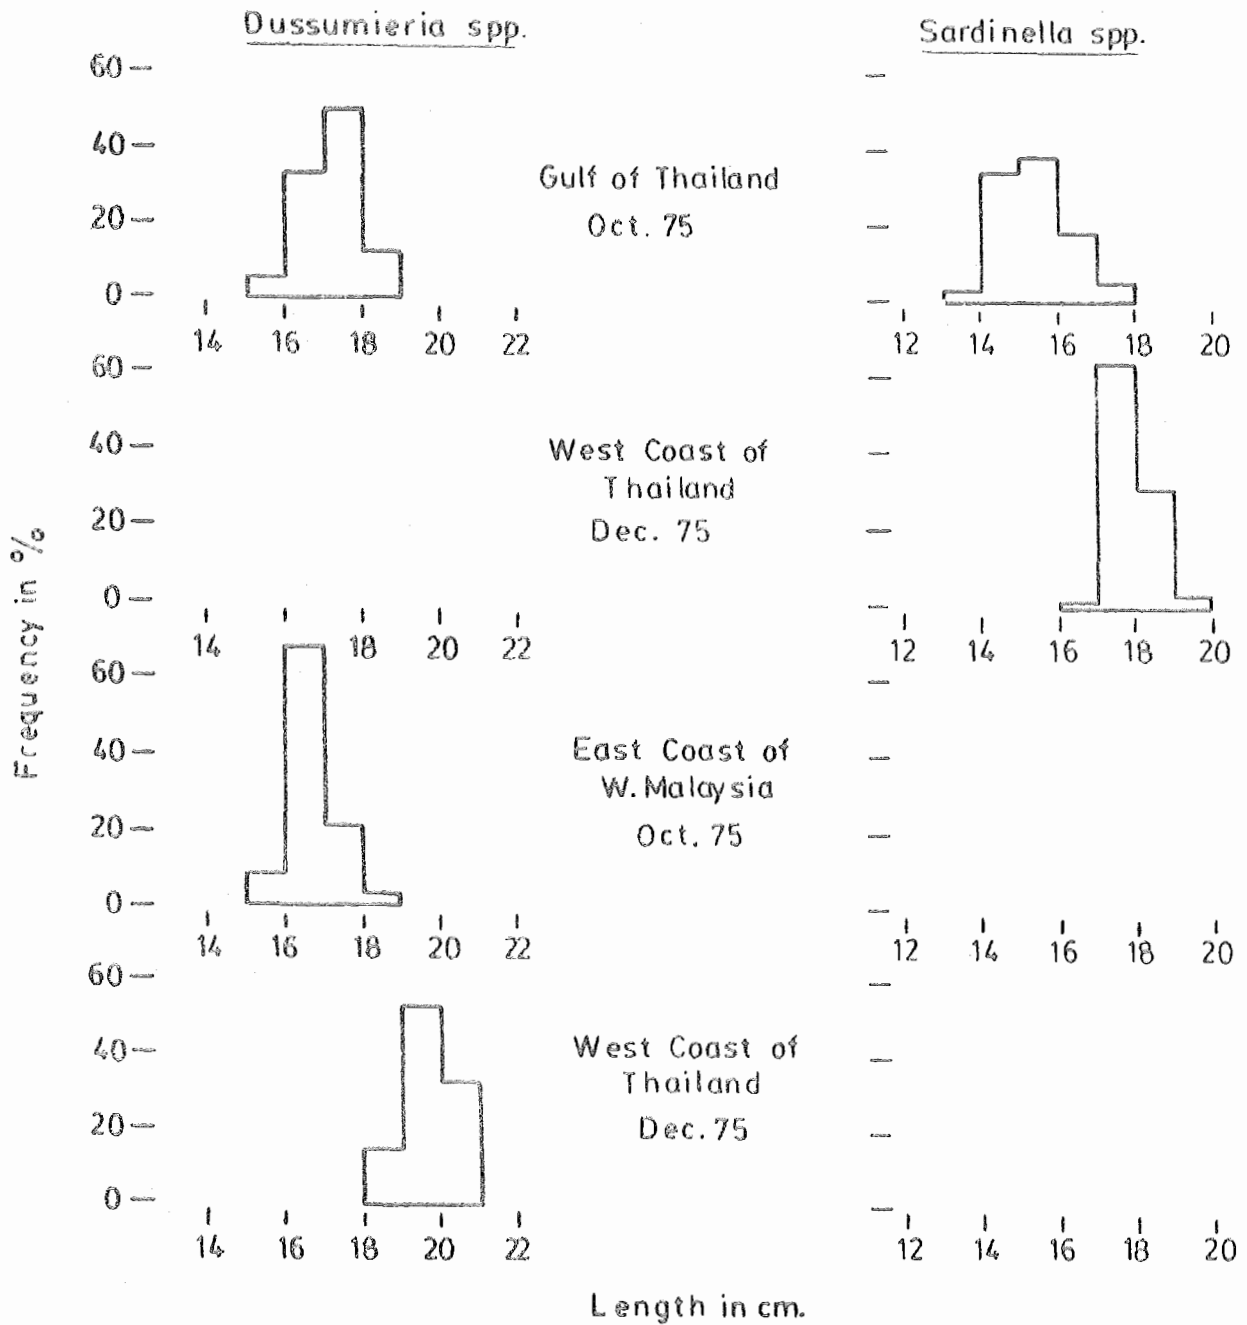 Dussumieria spp.
Sardinella spp.
60
40
20
0
Gulf of Thailand
Oct. 75
14 16 18 20 22
12 14 16 18 20
60
40
20
0
West Coast of
Thailand
Dec. 75
14 18 20 22
12 14 16 18 20
Frequency in %
60
40
20
0
East Coast of
W. Malaysia
Oct. 75
14 16 18 20 22
12 14 16 18 20
60
40
20
0
West Coast of
Thailand
Dec. 75
14 16 18 20 22
12 14 16 18 20
Length in cm.